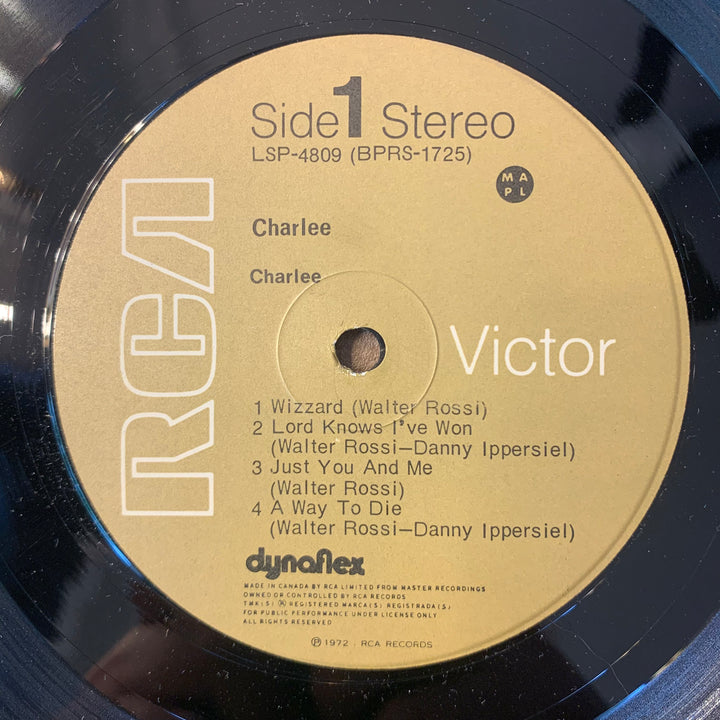 Side 1 Stereo
LSP-4809 (BPRS-1725)
M A
P L
Charlee
Charlee
RCA
Victor
1 Wizzard (Walter Rossi)
2 Lord Knows I've Won
(Walter Rossi—Danny Ippersiel)
3 Just You And Me
(Walter Rossi)
4 A Way To Die
(Walter Rossi—Danny Ippersiel)
dynaflex
MADE IN CANADA BY RCA LIMITED FROM MASTER RECORDINGS
OWNED OR CONTROLLED BY RCA RECORDS
TMK(S) ® REGISTERED MARCA(S) REGISTRADA(S)
FOR PUBLIC PERFORMANCE UNDER LICENSE ONLY
ALL RIGHTS RESERVED
℗ 1972 . RCA RECORDS